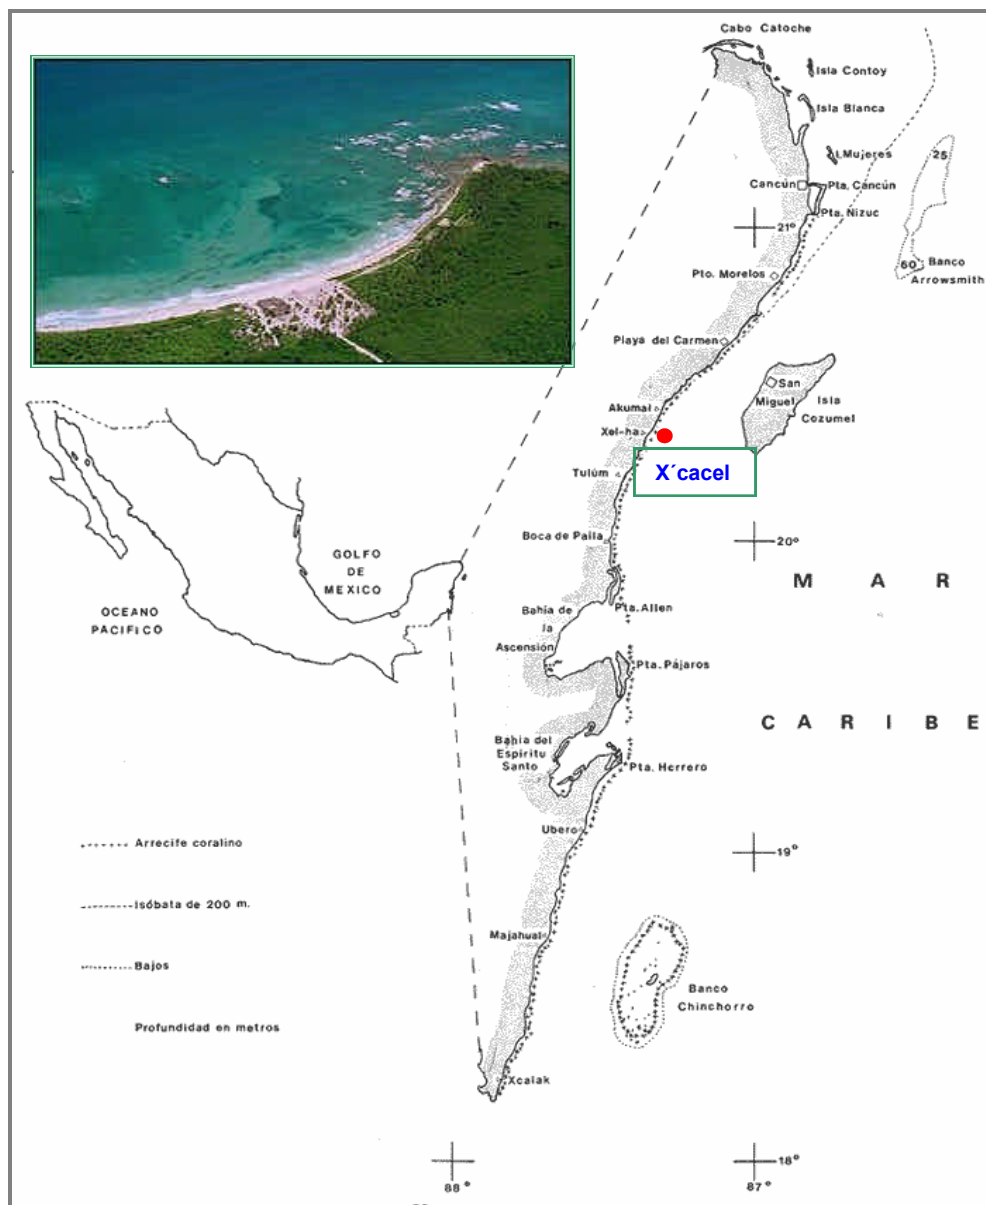 Cabo Catoche
Isla Contoy
Isla Blanca
I.Mujeres
25
Cancún
Pta. Cancún
Pta. Nizuc
21°
60
Banco
Arrowsmith
Pto. Morelos
Playa del Carmen
San
Miguel
Isla
Cozumel
Akumal
Xel-ha
X´cacel
Tulúm
Boca de Paila
20°
GOLFO
DE
MEXICO
OCEANO
PACIFICO
M A R
Bahía de
la
Ascensión
Pta. Allen
Pta. Pájaros
C A R I B E
Bahía del
Espíritu
Santo
Pta. Herrero
Ubero
19°
Arrecife coralino
Isóbata de 200 m.
Bajos
Profundidad en metros
Majahual
Banco
Chinchorro
Xcalak
18°
88°
87°